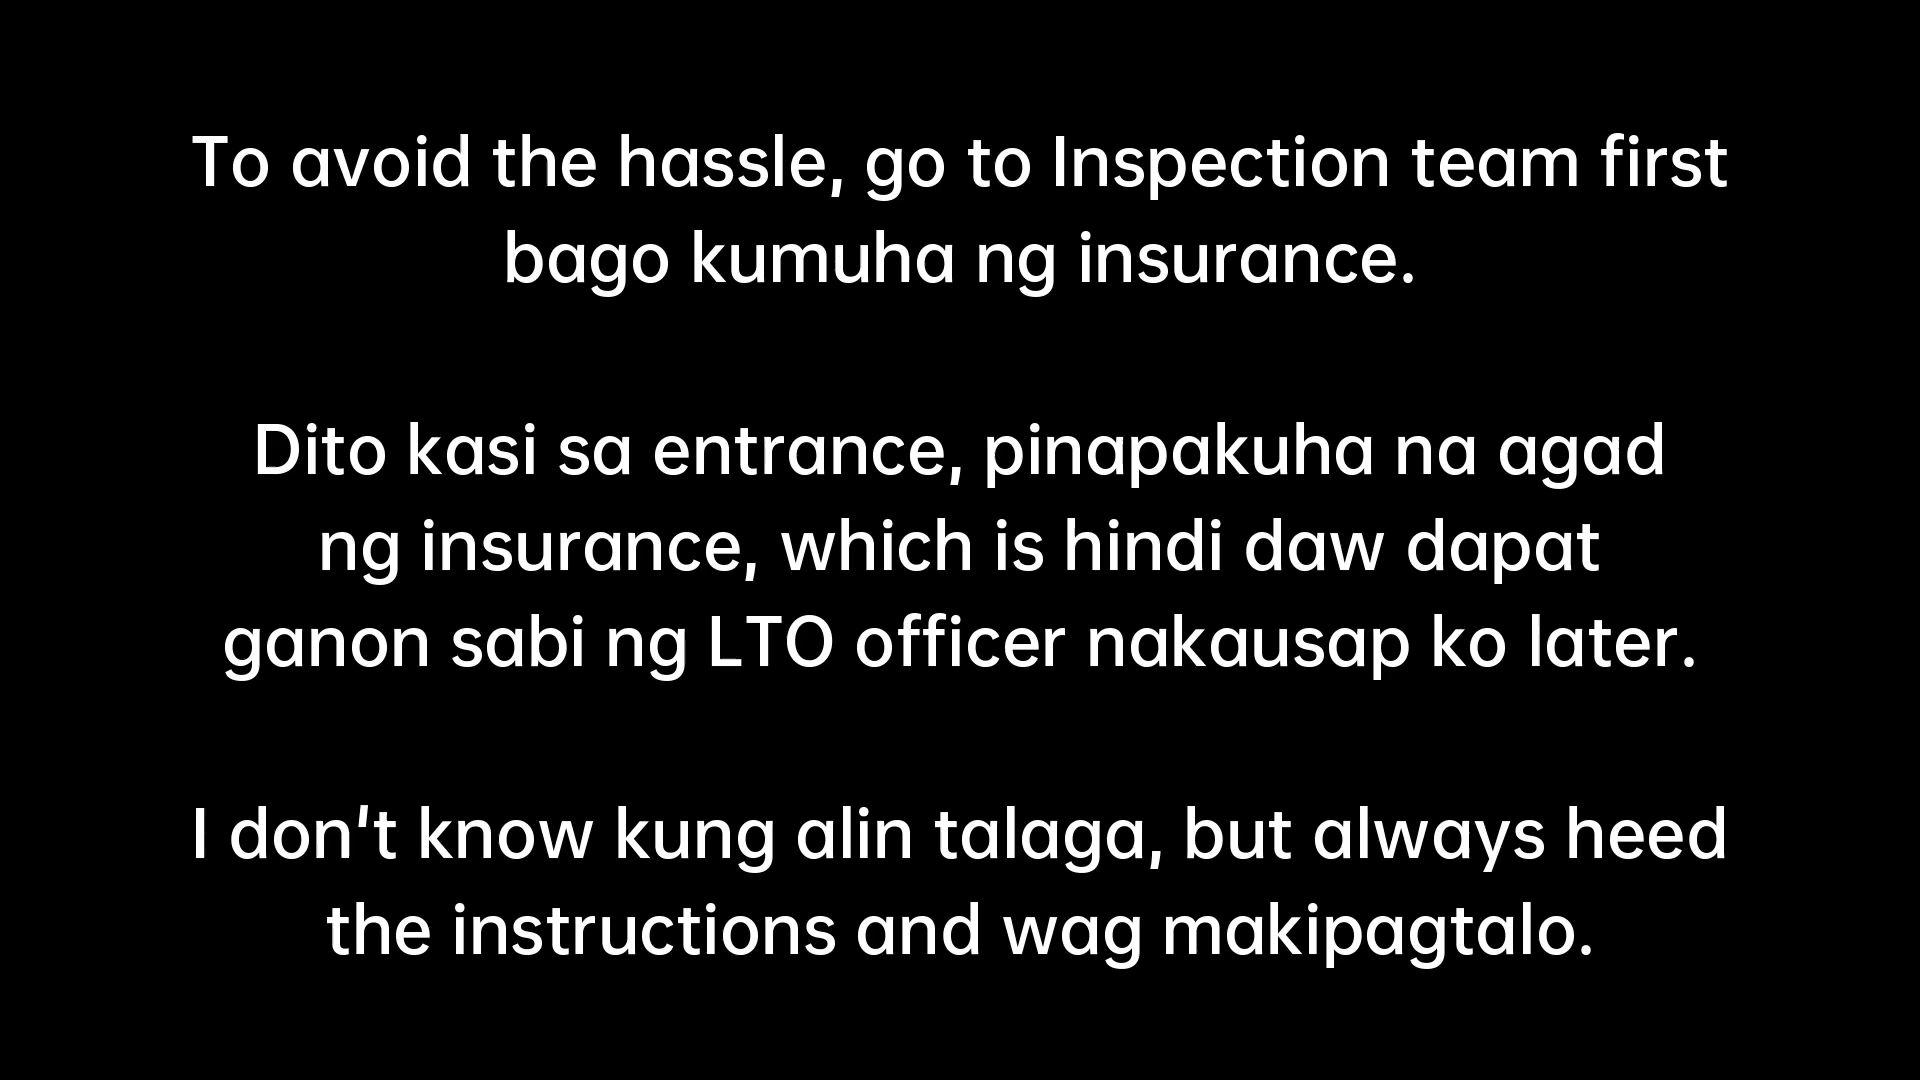 To avoid the hassle, go to Inspection team first
bago kumuha ng insurance.
Dito kasi sa entrance, pinapakuha na agad
ng insurance, which is hindi daw dapat
ganon sabi ng LTO officer nakausap ko later.
I don't know kung alin talaga, but always heed
the instructions and wag makipagtalo.